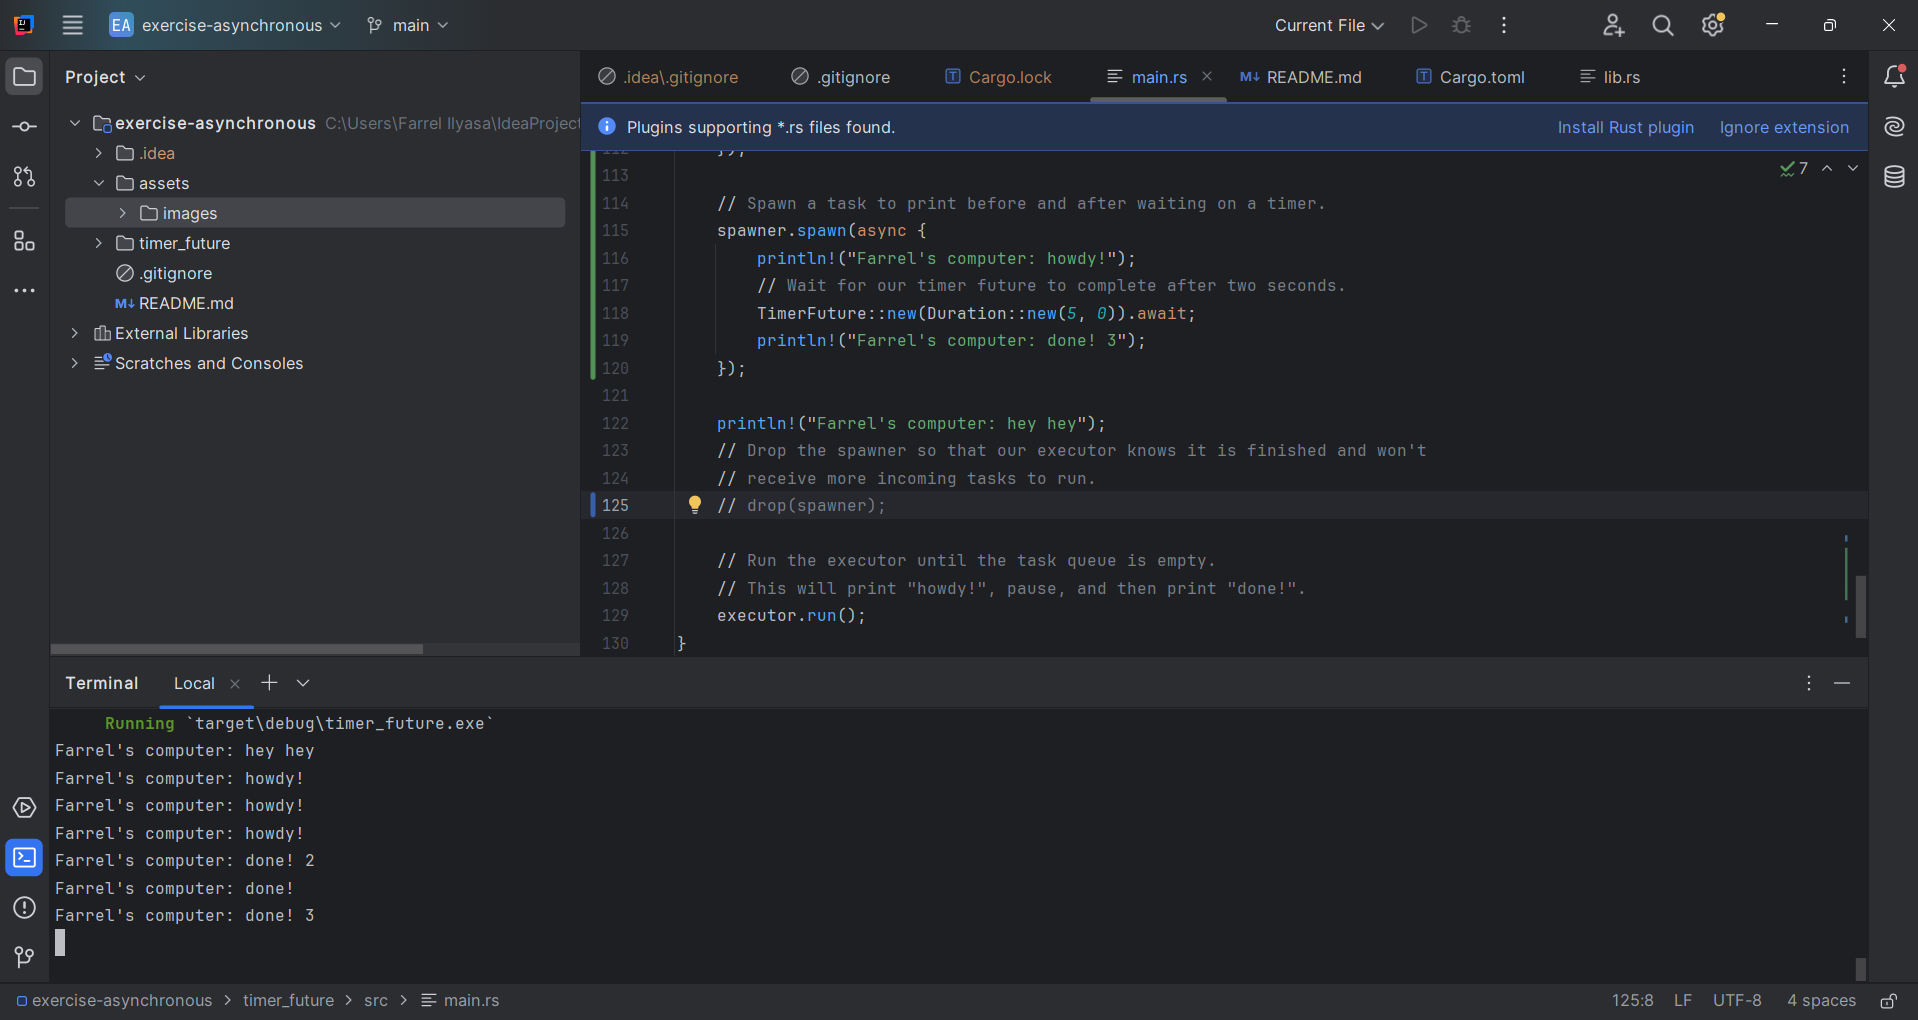 EA exercise-asynchronous main Current File
Project
.idea\.gitignore .gitignore Cargo.lock main.rs README.md Cargo.toml lib.rs
exercise-asynchronous C:\Users\Farrel Ilyasa\IdeaProject
.idea
assets
images
timer_future
.gitignore
README.md
External Libraries
Scratches and Consoles
Plugins supporting *.rs files found. Install Rust plugin Ignore extension
112 });
7
113
114 // Spawn a task to print before and after waiting on a timer.
115 spawner.spawn(async {
116 println!("Farrel's computer: howdy!");
117 // Wait for our timer future to complete after two seconds.
118 TimerFuture::new(Duration::new(5, 0)).await;
119 println!("Farrel's computer: done! 3");
120 });
121
122 println!("Farrel's computer: hey hey");
123 // Drop the spawner so that our executor knows it is finished and won't
124 // receive more incoming tasks to run.
125 // drop(spawner);
126
127 // Run the executor until the task queue is empty.
128 // This will print "howdy!", pause, and then print "done!".
129 executor.run();
130 }
Terminal Local
Running `target\debug\timer_future.exe`
Farrel's computer: hey hey
Farrel's computer: howdy!
Farrel's computer: howdy!
Farrel's computer: howdy!
Farrel's computer: done! 2
Farrel's computer: done!
Farrel's computer: done! 3
exercise-asynchronous > timer_future > src > main.rs 125:8 LF UTF-8 4 spaces